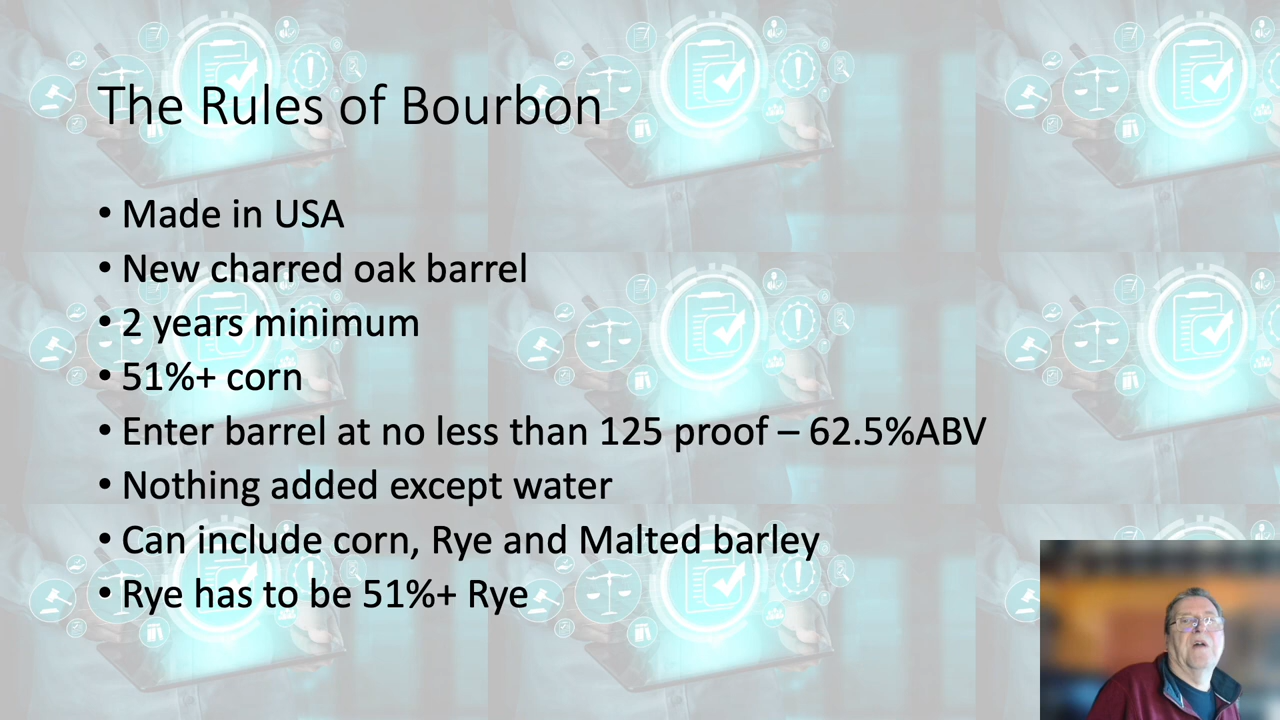 The Rules of Bourbon
• Made in USA
• New charred oak barrel
• 2 years minimum
• 51%+ corn
• Enter barrel at no less than 125 proof – 62.5%ABV
• Nothing added except water
• Can include corn, Rye and Malted barley
• Rye has to be 51%+ Rye